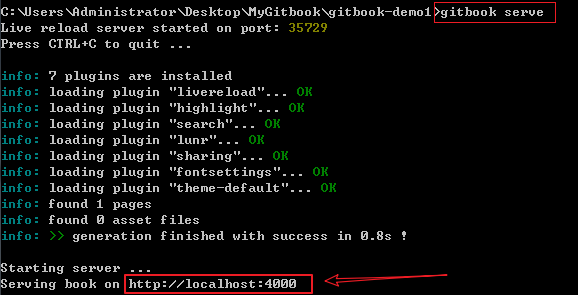 C:\Users\Administrator\Desktop\MyGitbook\gitbook-demo1>gitbook serve
Live reload server started on port: 35729
Press CTRL+C to quit ...
info: 7 plugins are installed
info: loading plugin "livereload"... OK
info: loading plugin "highlight"... OK
info: loading plugin "search"... OK
info: loading plugin "lunr"... OK
info: loading plugin "sharing"... OK
info: loading plugin "fontsettings"... OK
info: loading plugin "theme-default"... OK
info: found 1 pages
info: found 0 asset files
info: >> generation finished with success in 0.8s !
Starting server ...
Serving book on http://localhost:4000